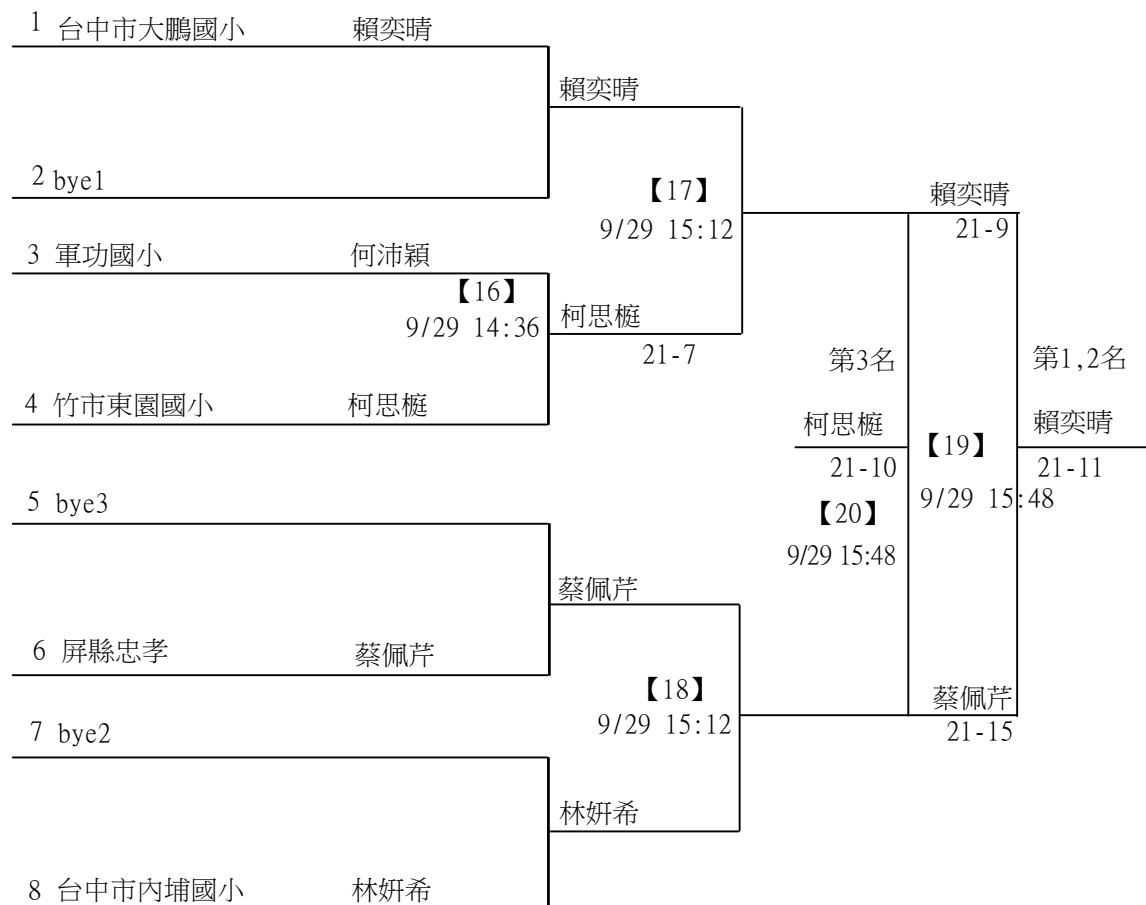 1 台中市大鵬國小 賴奕晴
賴奕晴
2 bye1
【17】
9/29 15:12
賴奕晴
21-9
3 軍功國小 何沛穎
【16】
9/29 14:36
柯思榳
21-7
第3名
第1,2名
4 竹市東園國小 柯思榳
柯思榳
21-10
【19】
9/29 15:48
賴奕晴
21-11
【20】
9/29 15:48
5 bye3
蔡佩芹
6 屏縣忠孝 蔡佩芹
【18】
9/29 15:12
蔡佩芹
21-15
7 bye2
林妍希
8 台中市內埔國小 林妍希